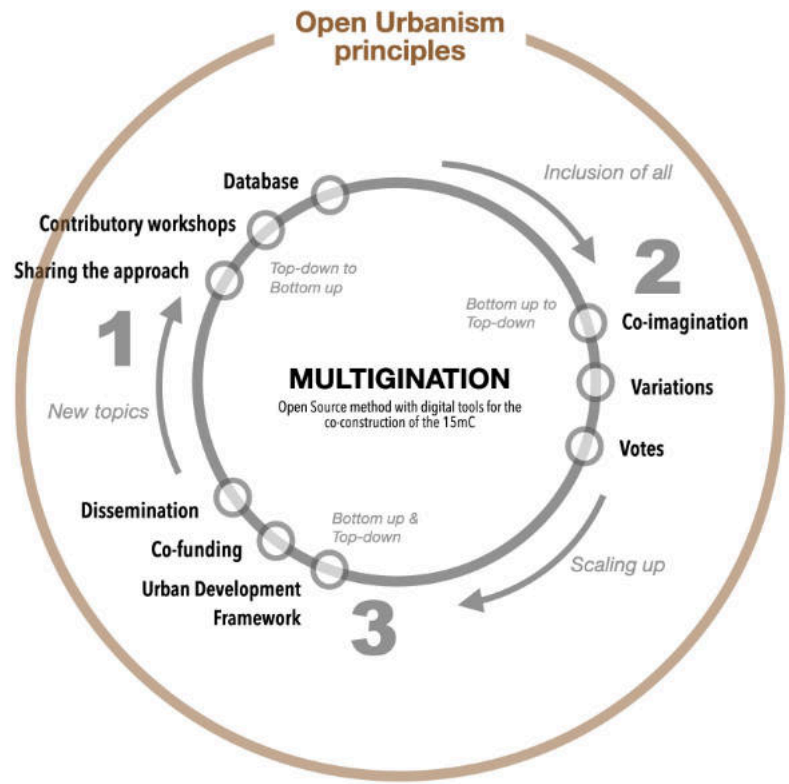 Open Urbanism
principles
Database
Contributory workshops
Sharing the approach
Top-down to
Bottom up
1
New topics
Inclusion of all
2
Bottom up to
Top-down
Co-imagination
Variations
Votes
MULTIGINATION
Open Source method with digital tools for the
co-construction of the 15mC
Scaling up
Bottom up &
Top-down
Dissemination
Co-funding
Urban Development
Framework
3